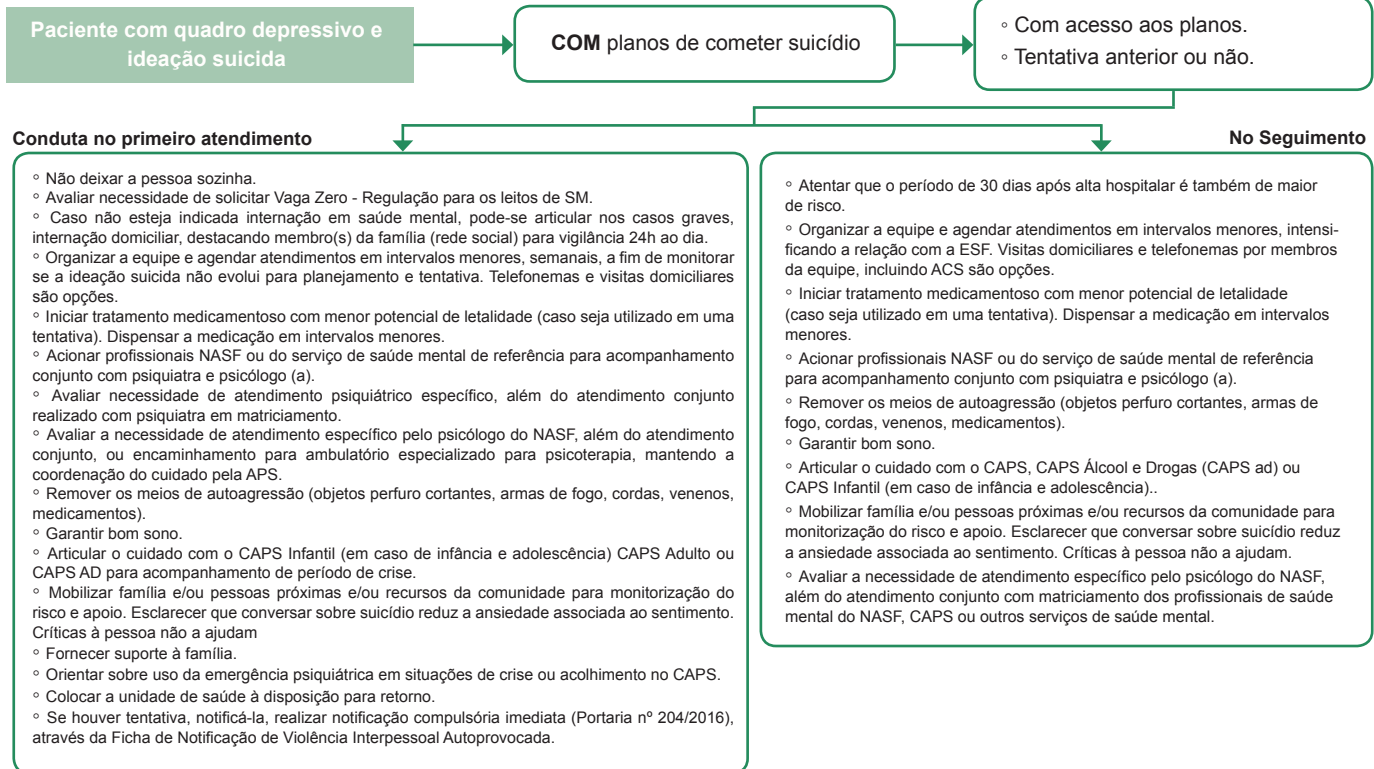 Paciente com quadro depressivo e
ideação suicida
COM planos de cometer suicídio
◦ Com acesso aos planos.
◦ Tentativa anterior ou não.
Conduta no primeiro atendimento
◦ Não deixar a pessoa sozinha.
◦ Avaliar necessidade de solicitar Vaga Zero - Regulação para os leitos de SM.
◦ Caso não esteja indicada internação em saúde mental, pode-se articular nos casos graves,
internação domiciliar, destacando membro(s) da família (rede social) para vigilância 24h ao dia.
◦ Organizar a equipe e agendar atendimentos em intervalos menores, semanais, a fim de monitorar
se a ideação suicida não evolui para planejamento e tentativa. Telefonemas e visitas domiciliares
são opções.
◦ Iniciar tratamento medicamentoso com menor potencial de letalidade (caso seja utilizado em uma
tentativa). Dispensar a medicação em intervalos menores.
◦ Acionar profissionais NASF ou do serviço de saúde mental de referência para acompanhamento
conjunto com psiquiatra e psicólogo (a).
◦ Avaliar necessidade de atendimento psiquiátrico específico, além do atendimento conjunto
realizado com psiquiatra em matriciamento.
◦ Avaliar a necessidade de atendimento específico pelo psicólogo do NASF, além do atendimento
conjunto, ou encaminhamento para ambulatório especializado para psicoterapia, mantendo a
coordenação do cuidado pela APS.
◦ Remover os meios de autoagressão (objetos perfuro cortantes, armas de fogo, cordas, venenos,
medicamentos).
◦ Garantir bom sono.
◦ Articular o cuidado com o CAPS Infantil (em caso de infância e adolescência) CAPS Adulto ou
CAPS AD para acompanhamento de período de crise.
◦ Mobilizar família e/ou pessoas próximas e/ou recursos da comunidade para monitorização do
risco e apoio. Esclarecer que conversar sobre suicídio reduz a ansiedade associada ao sentimento.
Críticas à pessoa não a ajudam
◦ Fornecer suporte à família.
◦ Orientar sobre uso da emergência psiquiátrica em situações de crise ou acolhimento no CAPS.
◦ Colocar a unidade de saúde à disposição para retorno.
◦ Se houver tentativa, notificá-la, realizar notificação compulsória imediata (Portaria nº 204/2016),
através da Ficha de Notificação de Violência Interpessoal Autoprovocada.
No Seguimento
◦ Atentar que o período de 30 dias após alta hospitalar é também de maior
de risco.
◦ Organizar a equipe e agendar atendimentos em intervalos menores, intensi-
ficando a relação com a ESF. Visitas domiciliares e telefonemas por membros
da equipe, incluindo ACS são opções.
◦ Iniciar tratamento medicamentoso com menor potencial de letalidade
(caso seja utilizado em uma tentativa). Dispensar a medicação em intervalos
menores.
◦ Acionar profissionais NASF ou do serviço de saúde mental de referência
para acompanhamento conjunto com psiquiatra e psicólogo (a).
◦ Remover os meios de autoagressão (objetos perfuro cortantes, armas de
fogo, cordas, venenos, medicamentos).
◦ Garantir bom sono.
◦ Articular o cuidado com o CAPS, CAPS Álcool e Drogas (CAPS ad) ou
CAPS Infantil (em caso de infância e adolescência)..
◦ Mobilizar família e/ou pessoas próximas e/ou recursos da comunidade para
monitorização do risco e apoio. Esclarecer que conversar sobre suicídio reduz
a ansiedade associada ao sentimento. Críticas à pessoa não a ajudam.
◦ Avaliar a necessidade de atendimento específico pelo psicólogo do NASF,
além do atendimento conjunto com matriciamento dos profissionais de saúde
mental do NASF, CAPS ou outros serviços de saúde mental.